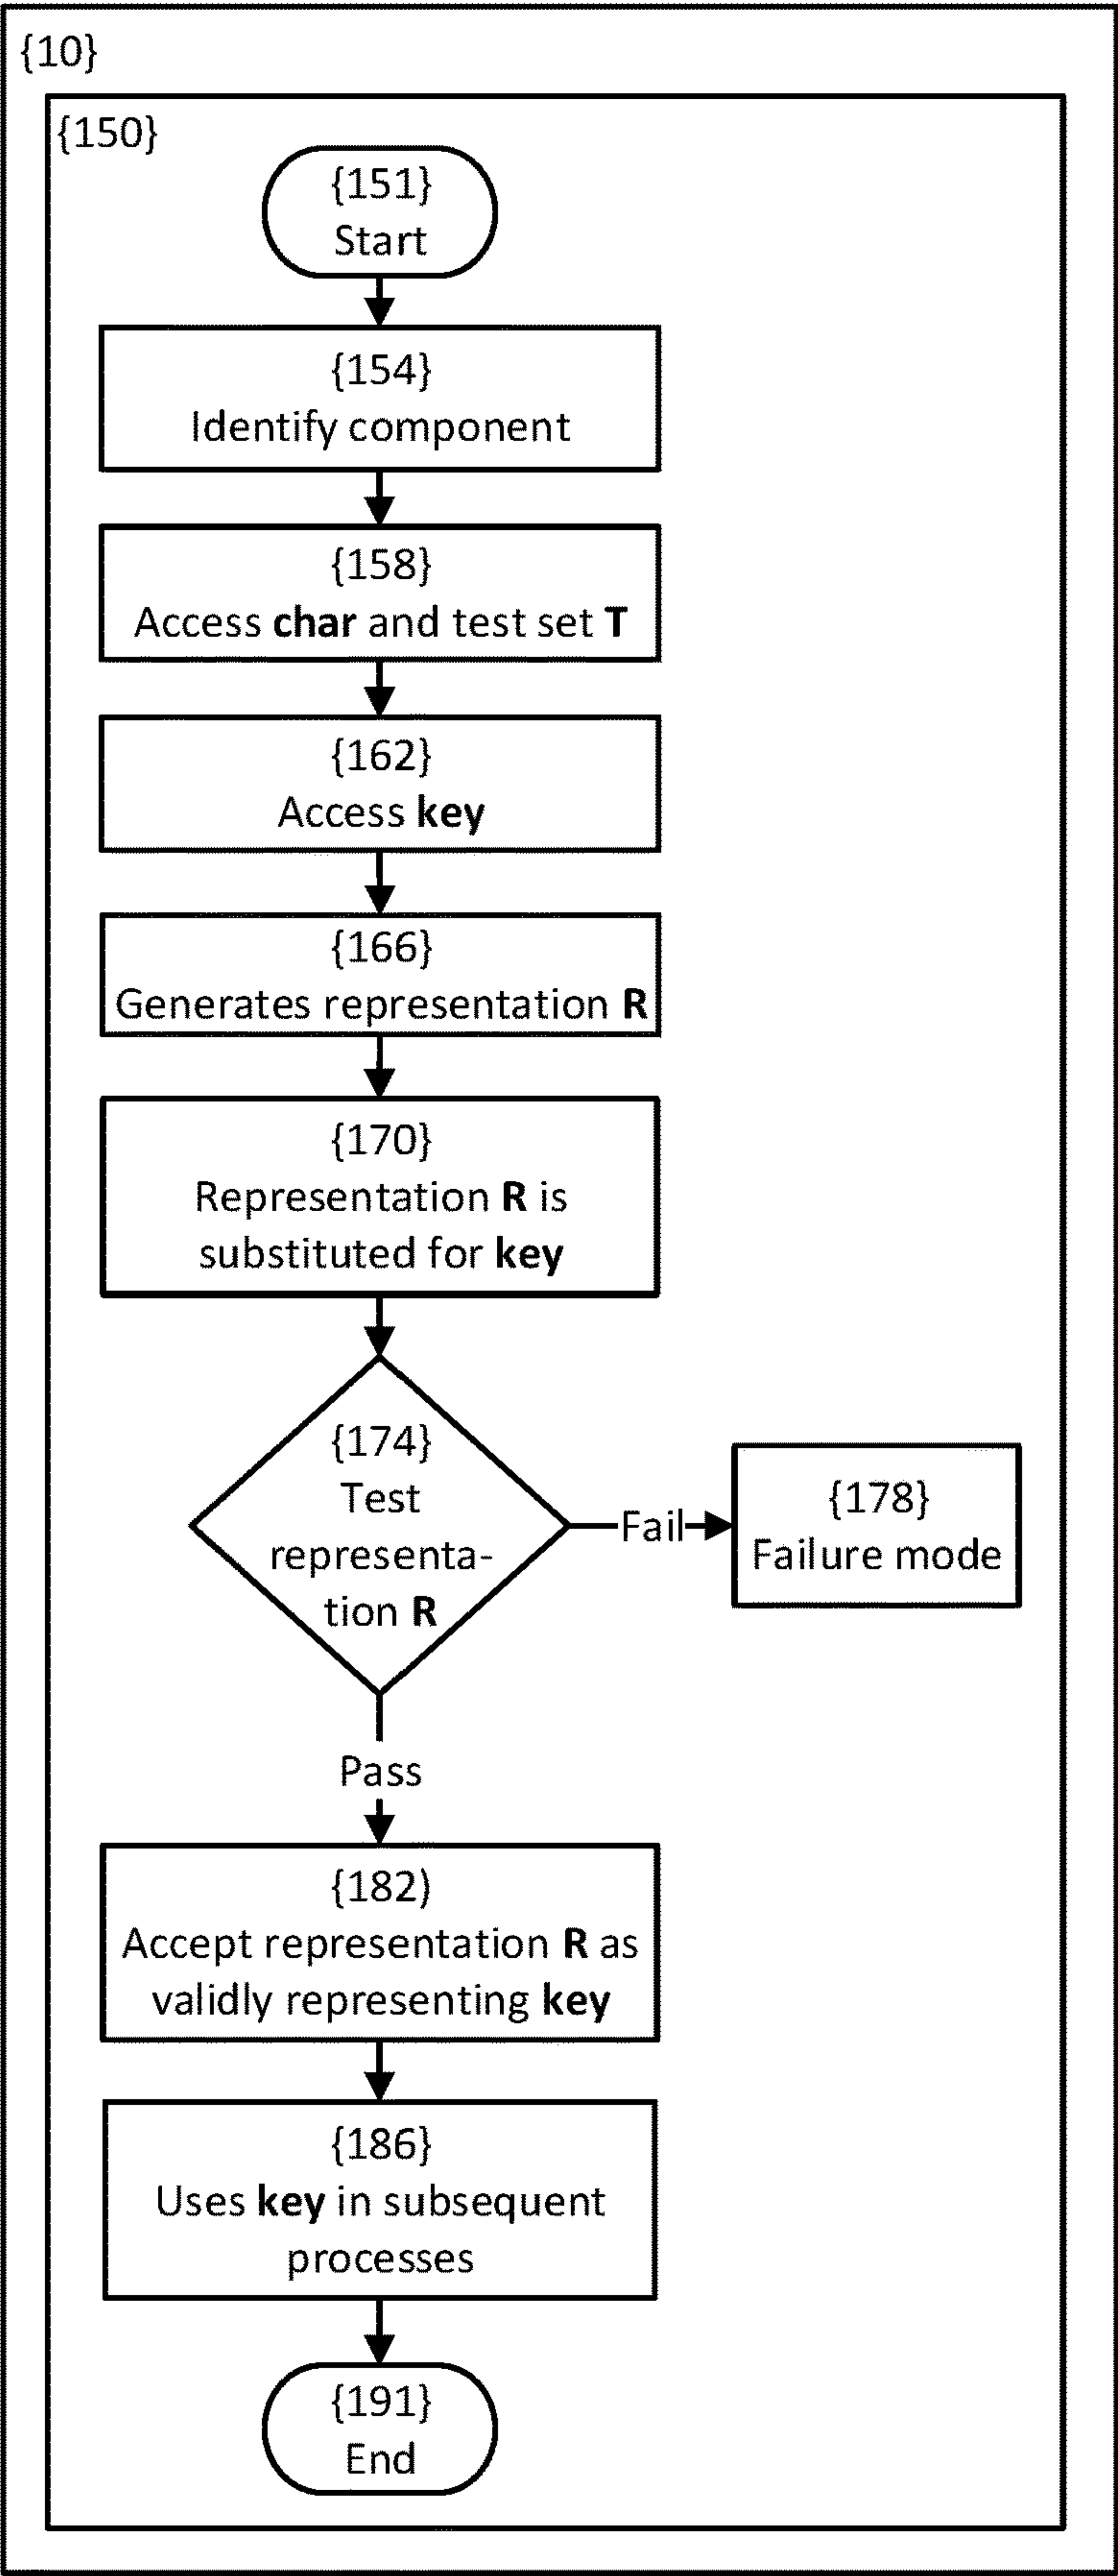 {10}
{150}
{151}
Start
{154}
Identify component
{158}
Access char and test set T
{162}
Access key
{166}
Generates representation R
{170}
Representation R is
substituted for key
{174}
Test
representa-
tion R
Fail
{178}
Failure mode
Pass
{182)
Accept representation R as
validly representing key
{186}
Uses key in subsequent
processes
{191}
End